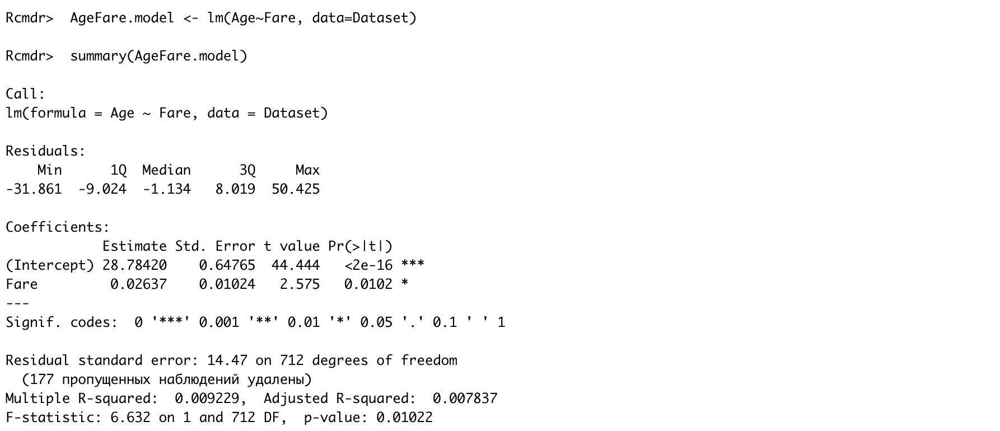 Rcmdr>  AgeFare.model <- lm(Age~Fare, data=Dataset)
Rcmdr>  summary(AgeFare.model)
Call:
lm(formula = Age ~ Fare, data = Dataset)
Residuals:
    Min      1Q  Median      3Q     Max
-31.861  -9.024  -1.134   8.019  50.425
Coefficients:
            Estimate Std. Error t value Pr(>|t|)
(Intercept) 28.78420    0.64765  44.444   <2e-16 ***
Fare         0.02637    0.01024   2.575   0.0102 *
---
Signif. codes:  0 '***' 0.001 '**' 0.01 '*' 0.05 '.' 0.1 ' ' 1
Residual standard error: 14.47 on 712 degrees of freedom
  (177 пропущенных наблюдений удалены)
Multiple R-squared:  0.009229,  Adjusted R-squared:  0.007837
F-statistic: 6.632 on 1 and 712 DF,  p-value: 0.01022